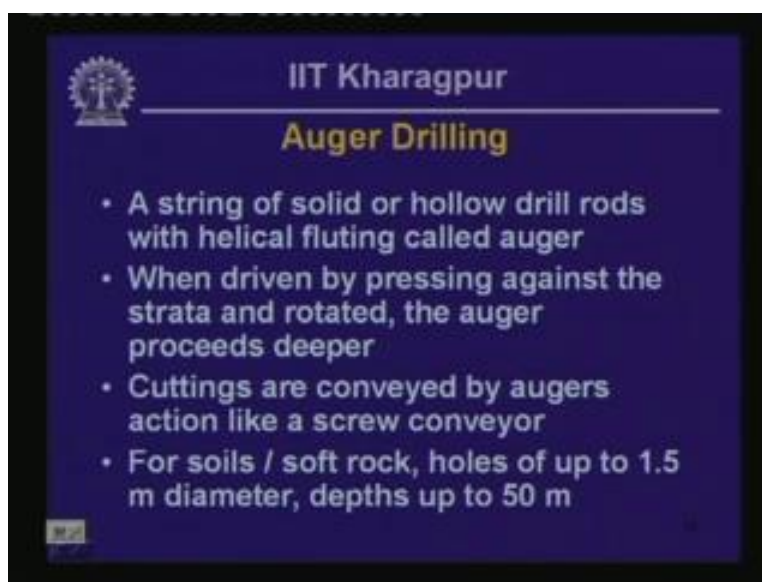 IIT Kharagpur
Auger Drilling
• A string of solid or hollow drill rods
with helical fluting called auger
• When driven by pressing against the
strata and rotated, the auger
proceeds deeper
• Cuttings are conveyed by augers
action like a screw conveyor
• For soils / soft rock, holes of up to 1.5
m diameter, depths up to 50 m